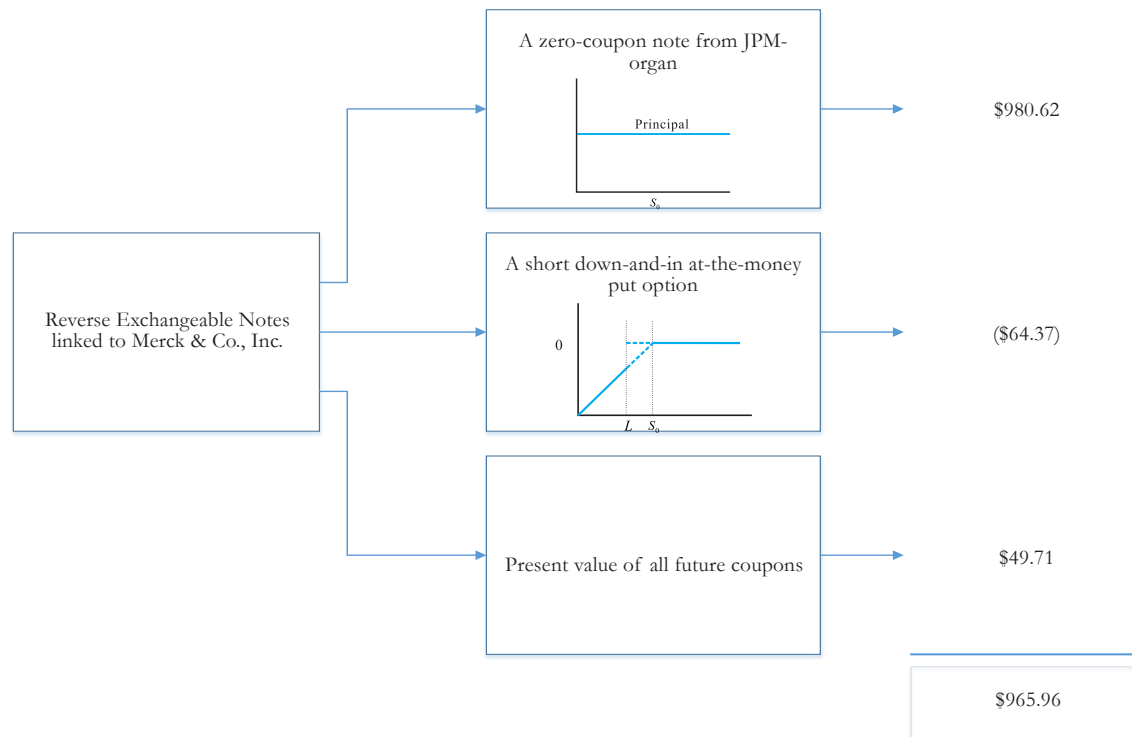 A zero-coupon note from JPM-
organ
Principal
S₀
$980.62
Reverse Exchangeable Notes
linked to Merck & Co., Inc.
A short down-and-in at-the-money
put option
0
L S₀
($64.37)
Present value of all future coupons
$49.71
$965.96